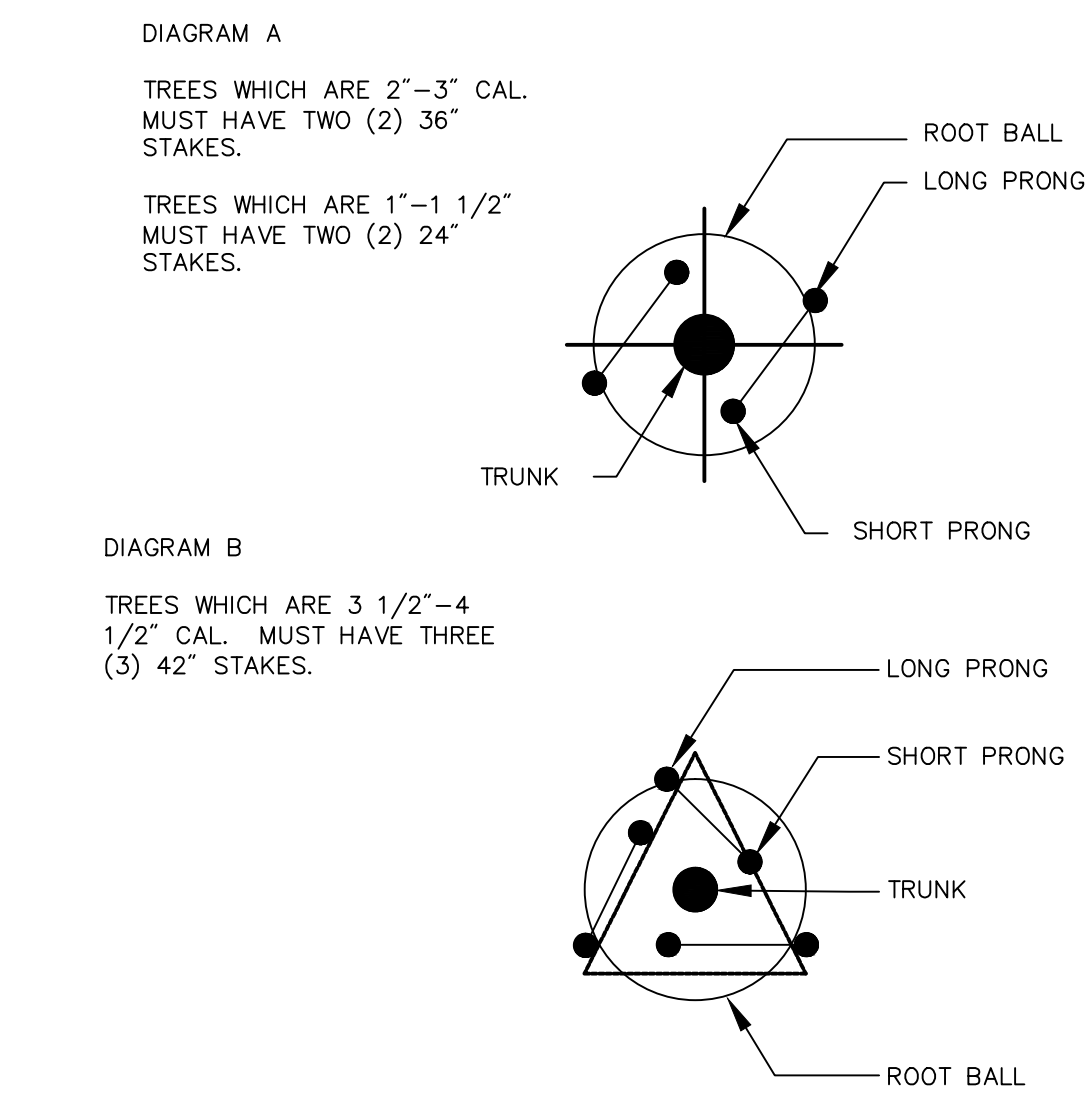 DIAGRAM A
TREES WHICH ARE 2"-3" CAL.
MUST HAVE TWO (2) 36"
STAKES.
TREES WHICH ARE 1"-1 1/2"
MUST HAVE TWO (2) 24"
STAKES.
ROOT BALL
LONG PRONG
TRUNK
SHORT PRONG
DIAGRAM B
TREES WHICH ARE 3 1/2"-4
1/2" CAL.  MUST HAVE THREE
(3) 42" STAKES.
LONG PRONG
SHORT PRONG
TRUNK
ROOT BALL